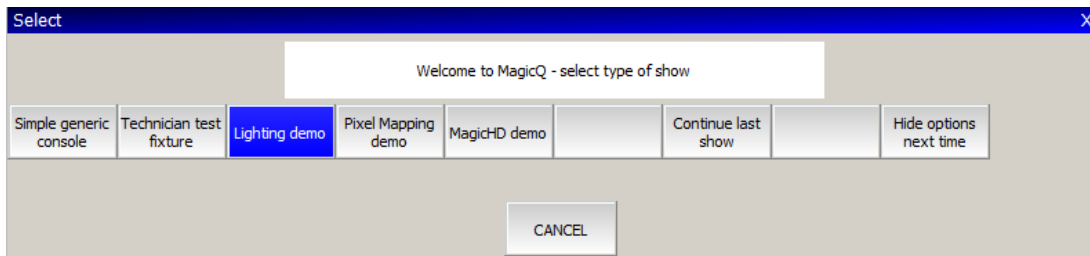 Select X
Welcome to MagicQ - select type of show
Simple generic
console
Technician test
fixture
Lighting demo
Pixel Mapping
demo
MagicHD demo
Continue last
show
Hide options
next time
CANCEL